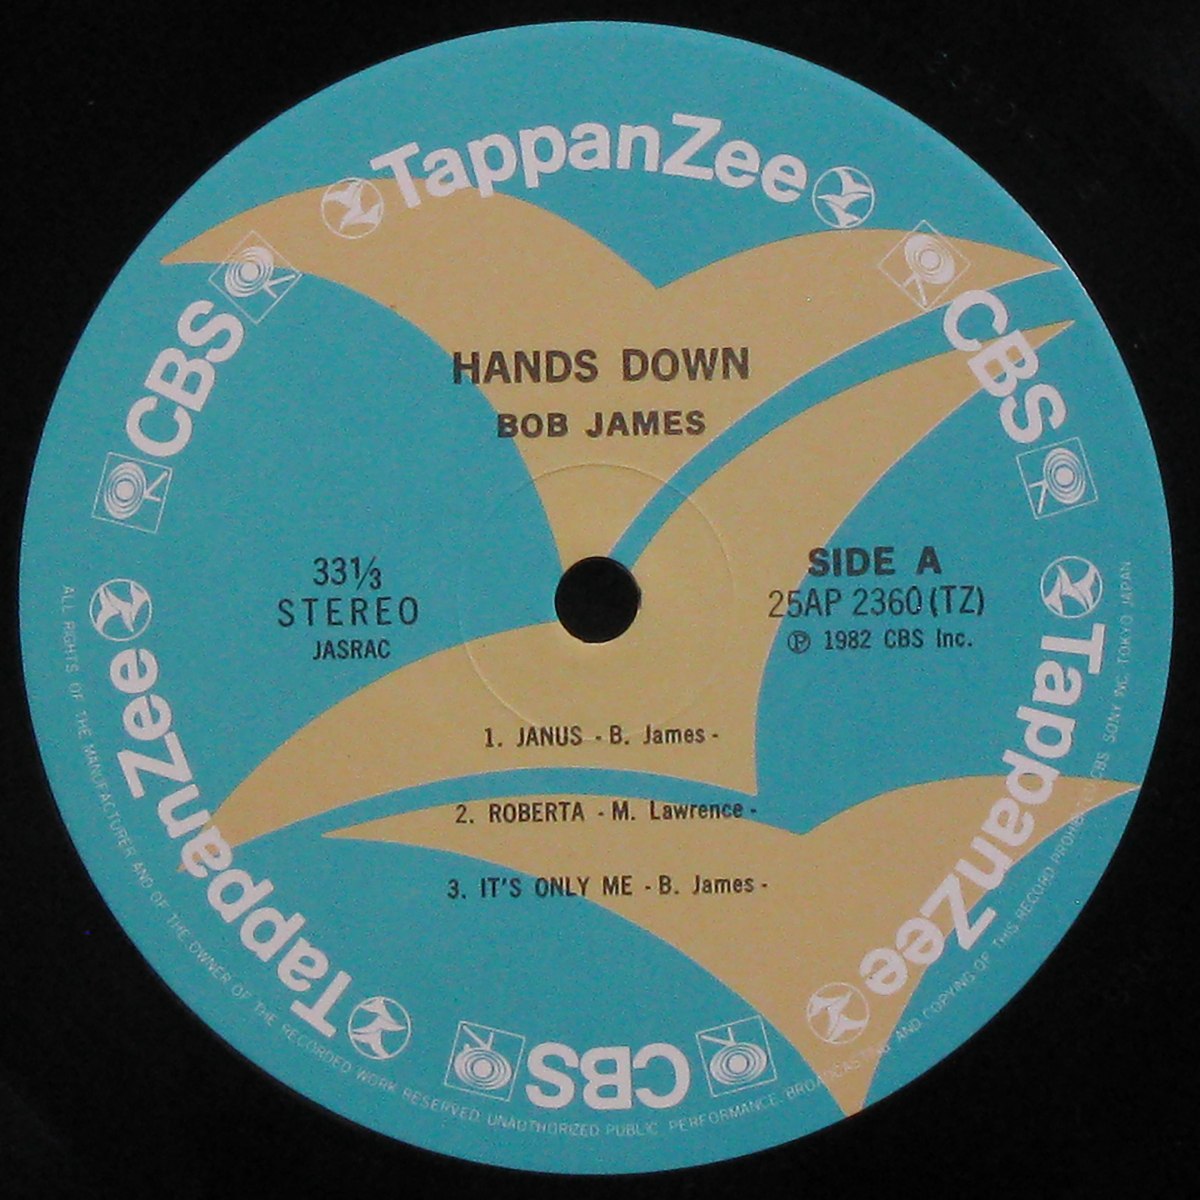 TappanZee
CBS
CBS
HANDS DOWN
BOB JAMES
33⅓
STEREO
JASRAC
SIDE A
25AP 2360(TZ)
Ⓟ 1982 CBS Inc.
1. JANUS - B. James -
2. ROBERTA - M. Lawrence -
3. IT'S ONLY ME - B. James -
TappanZee
TappanZee
CBS
ALL RIGHTS OF THE MANUFACTURER AND OF THE OWNER OF THE RECORDED WORK RESERVED. UNAUTHORIZED PUBLIC PERFORMANCE, BROADCASTING AND COPYING OF THIS RECORD PROHIBITED CBS SONY INC. TOKYO JAPAN